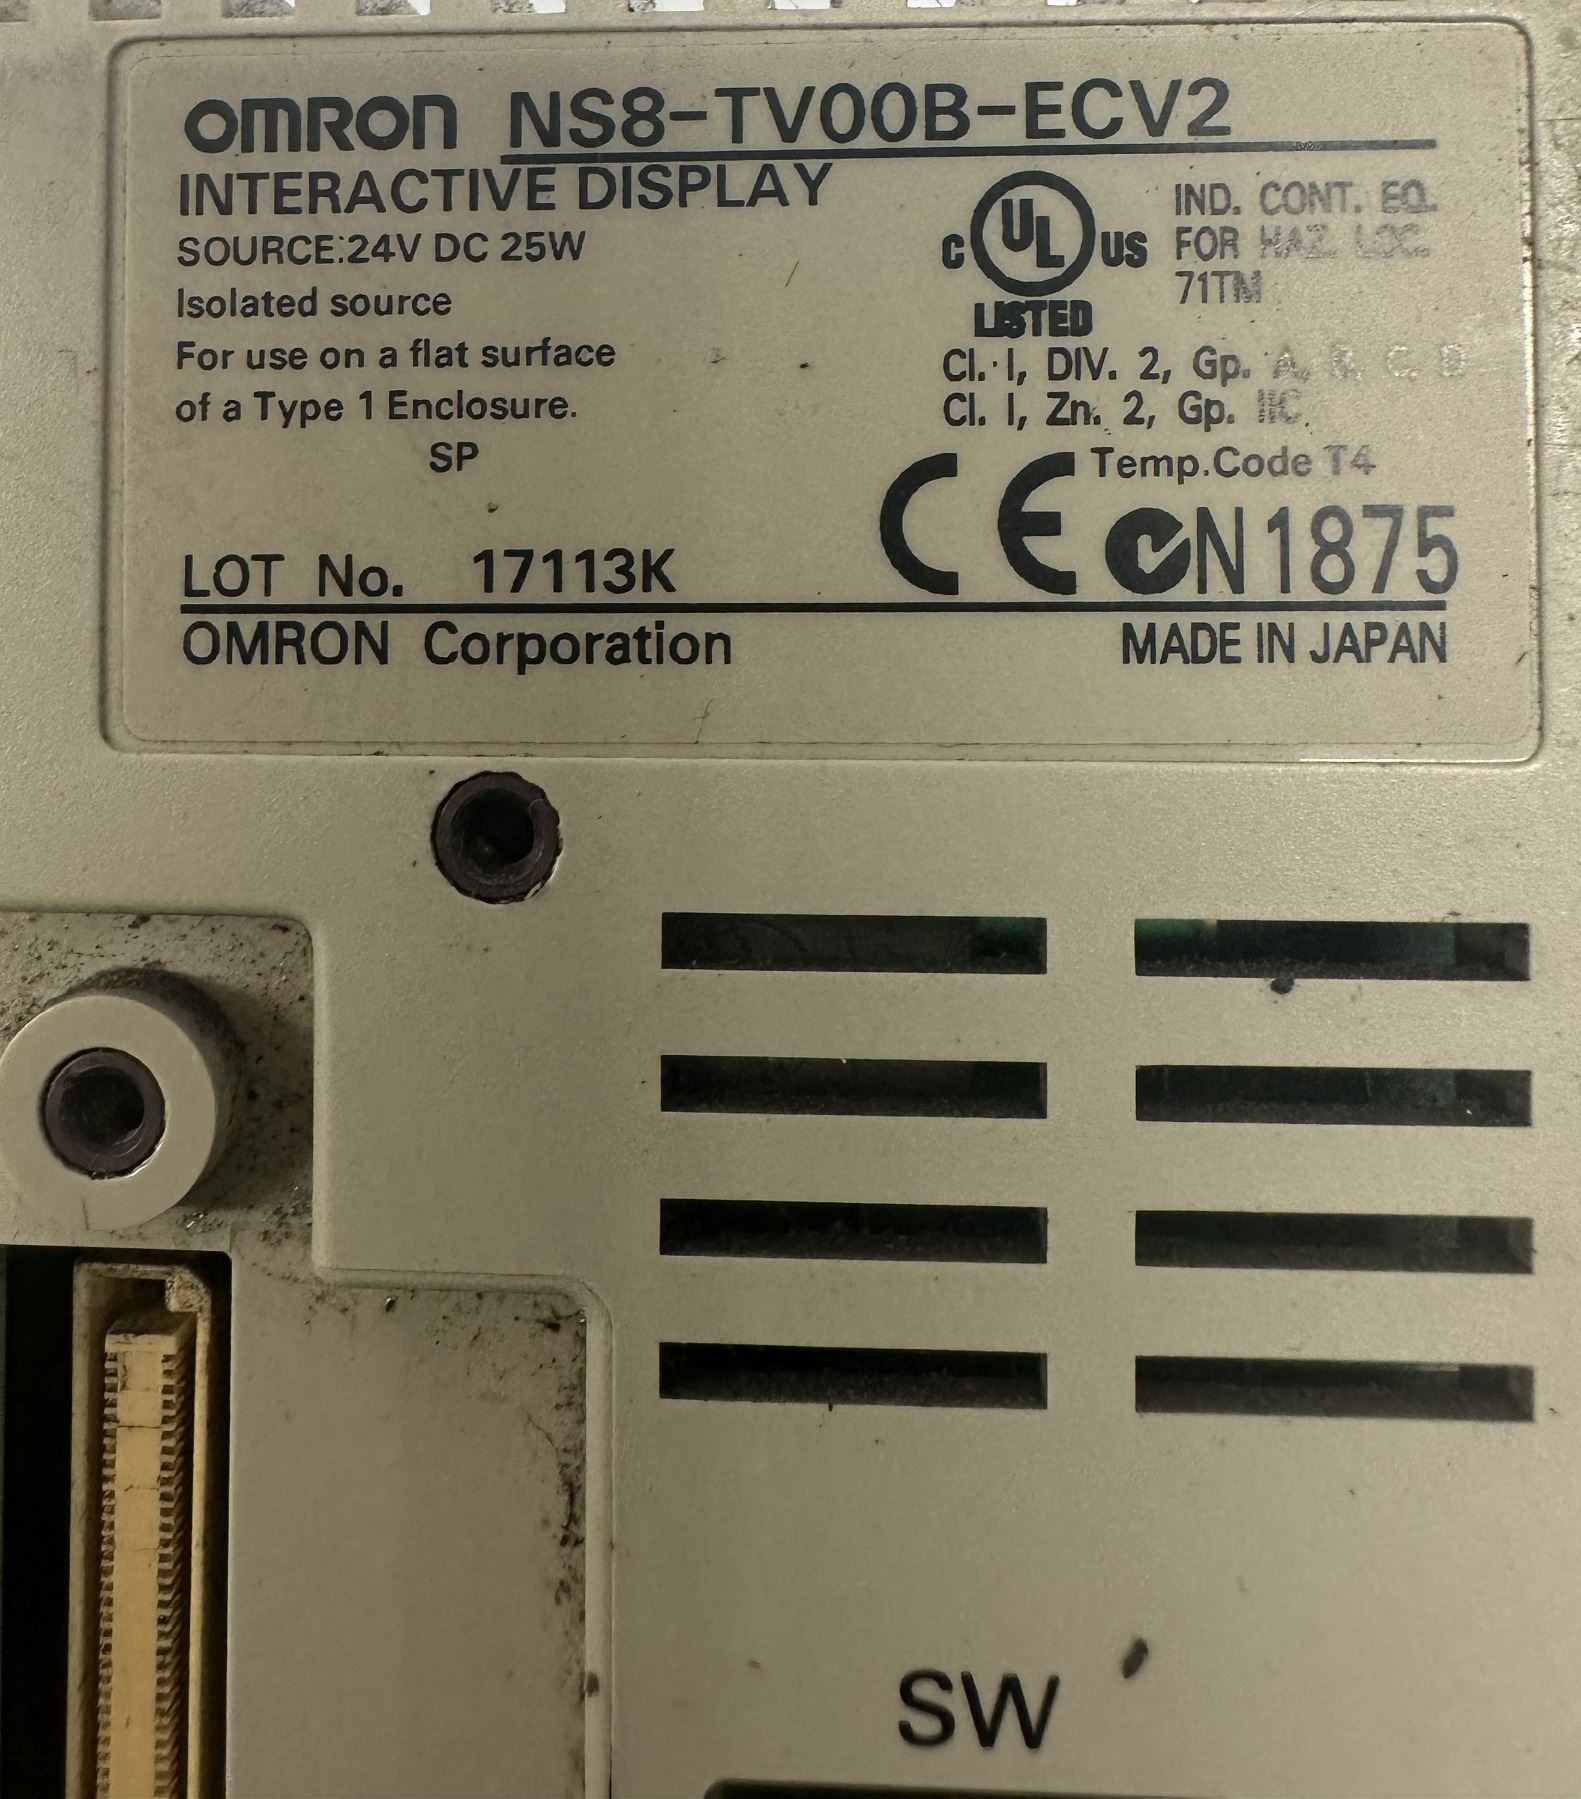 OMRON NS8-TV00B-ECV2
INTERACTIVE DISPLAY
SOURCE:24V DC 25W
Isolated source
For use on a flat surface
of a Type 1 Enclosure.
SP
C UL US
LISTED
IND. CONT. EQ.
FOR HAZ. LOC.
71TM
Cl. I, DIV. 2, Gp. A, B, C, D
Cl. I, Zn. 2, Gp. IIC
Temp.Code T4
CE N1875
LOT No. 17113K
OMRON Corporation
MADE IN JAPAN
SW